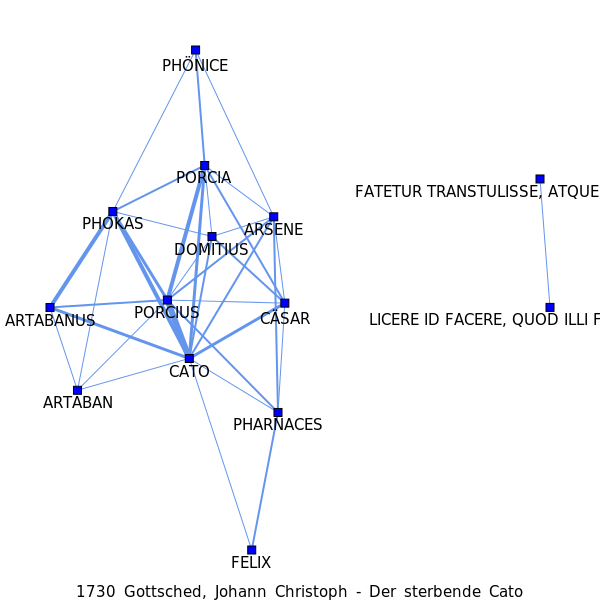 PHÖNICE
PORCIA
FATETUR TRANSTULISSE, ATQUE
PHOKAS
ARSENE
DOMITIUS
PORCIUS
CÄSAR
ARTABANUS
LICERE ID FACERE, QUOD ILLI F
CATO
ARTABAN
PHARNACES
FELIX
1730 Gottsched, Johann Christoph - Der sterbende Cato